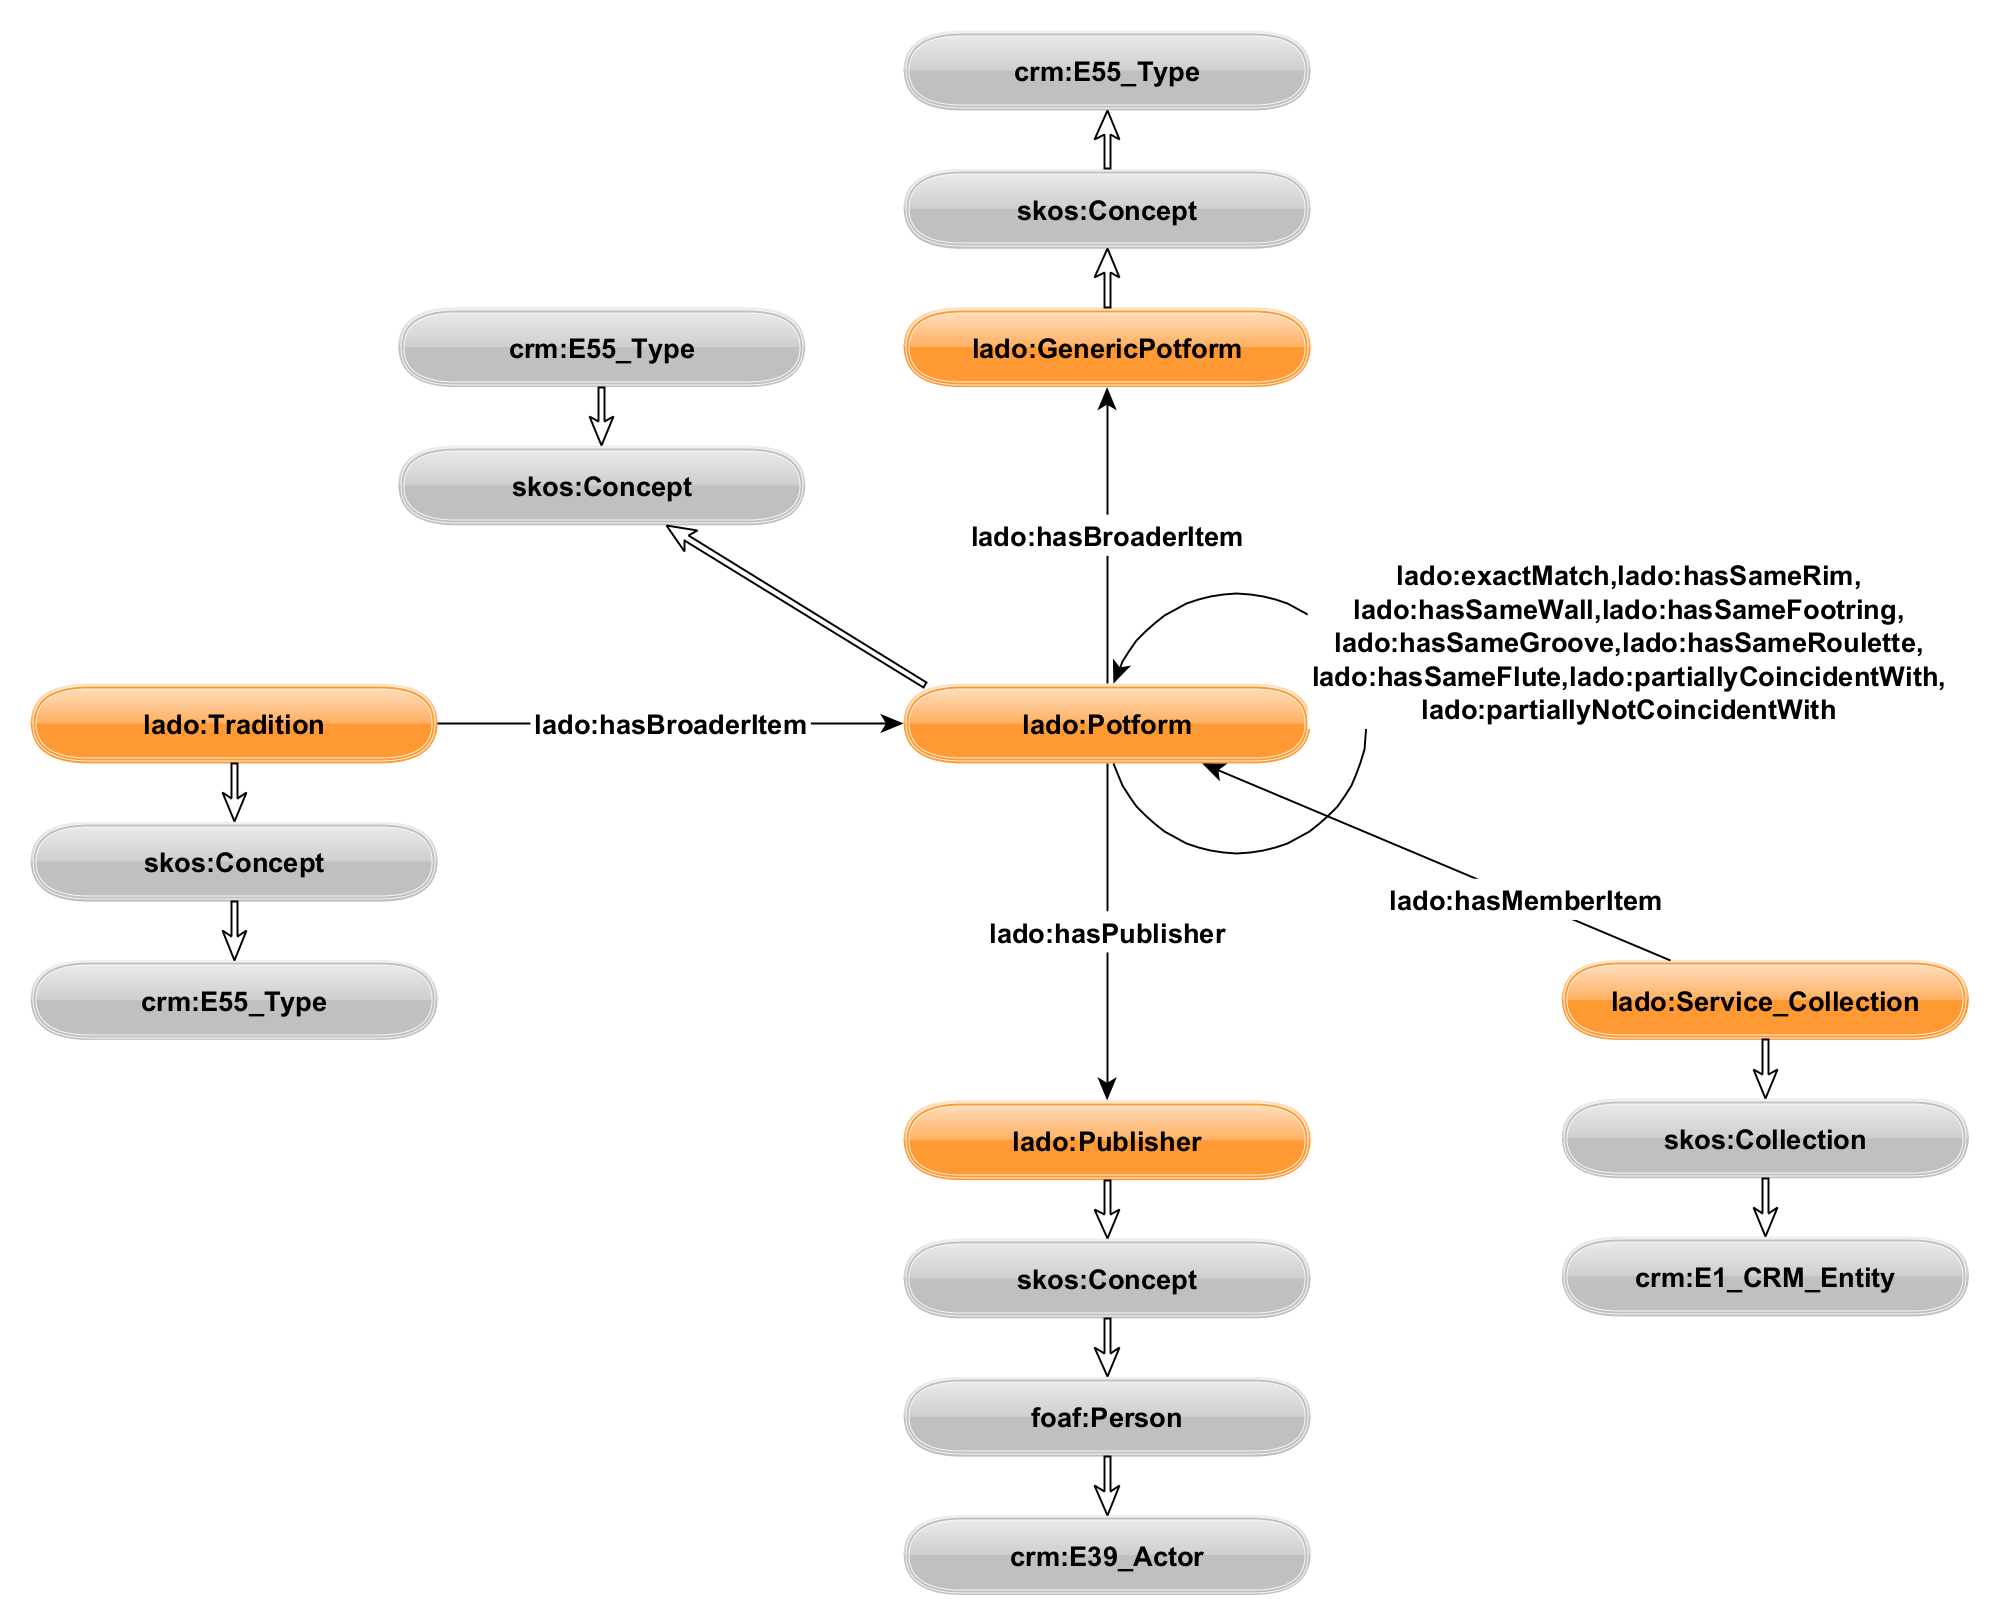 crm:E55_Type
skos:Concept
lado:GenericPotform
crm:E55_Type
skos:Concept
lado:hasBroaderItem
lado:exactMatch,lado:hasSameRim,
lado:hasSameWall,lado:hasSameFootring,
lado:hasSameGroove,lado:hasSameRoulette,
lado:hasSameFlute,lado:partiallyCoincidentWith,
lado:partiallyNotCoincidentWith
lado:Tradition
lado:hasBroaderItem
lado:Potform
skos:Concept
crm:E55_Type
lado:hasPublisher
lado:hasMemberItem
lado:Service_Collection
skos:Collection
crm:E1_CRM_Entity
lado:Publisher
skos:Concept
foaf:Person
crm:E39_Actor